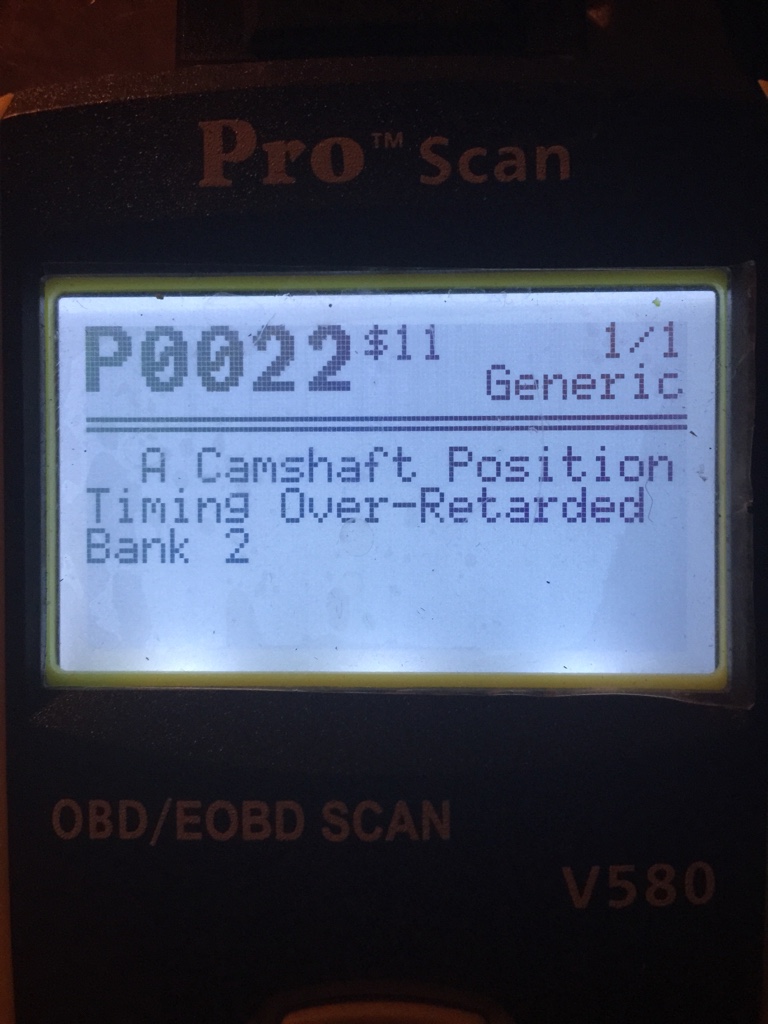 Pro™ Scan
P0022 $11 1/1
Generic
A Camshaft Position
Timing Over-Retarded
Bank 2
OBD/EOBD SCAN
V580